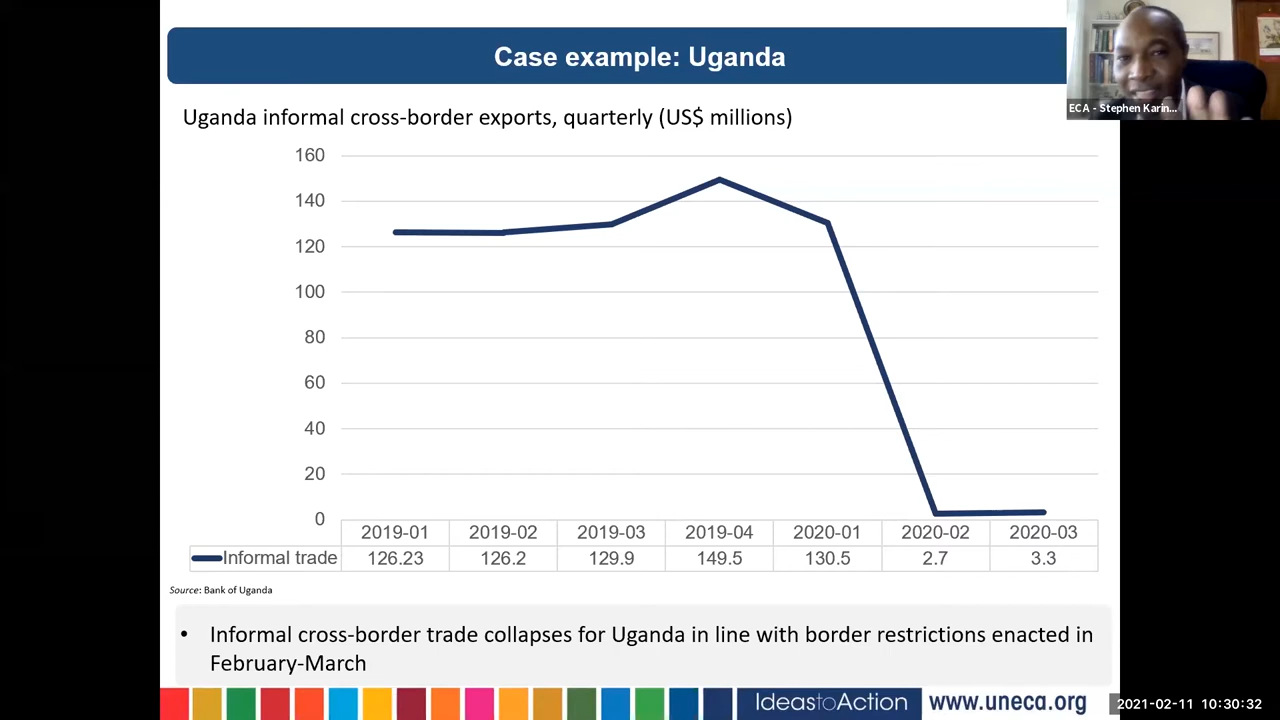 Case example: Uganda
ECA - Stephen Karin...
Uganda informal cross-border exports, quarterly (US$ millions)
160
140
120
100
80
60
40
20
0
2019-01 2019-02 2019-03 2019-04 2020-01 2020-02 2020-03
Informal trade 126.23 126.2 129.9 149.5 130.5 2.7 3.3
Source: Bank of Uganda
• Informal cross-border trade collapses for Uganda in line with border restrictions enacted in
February-March
IdeastoAction www.uneca.org
2021-02-11 10:30:32